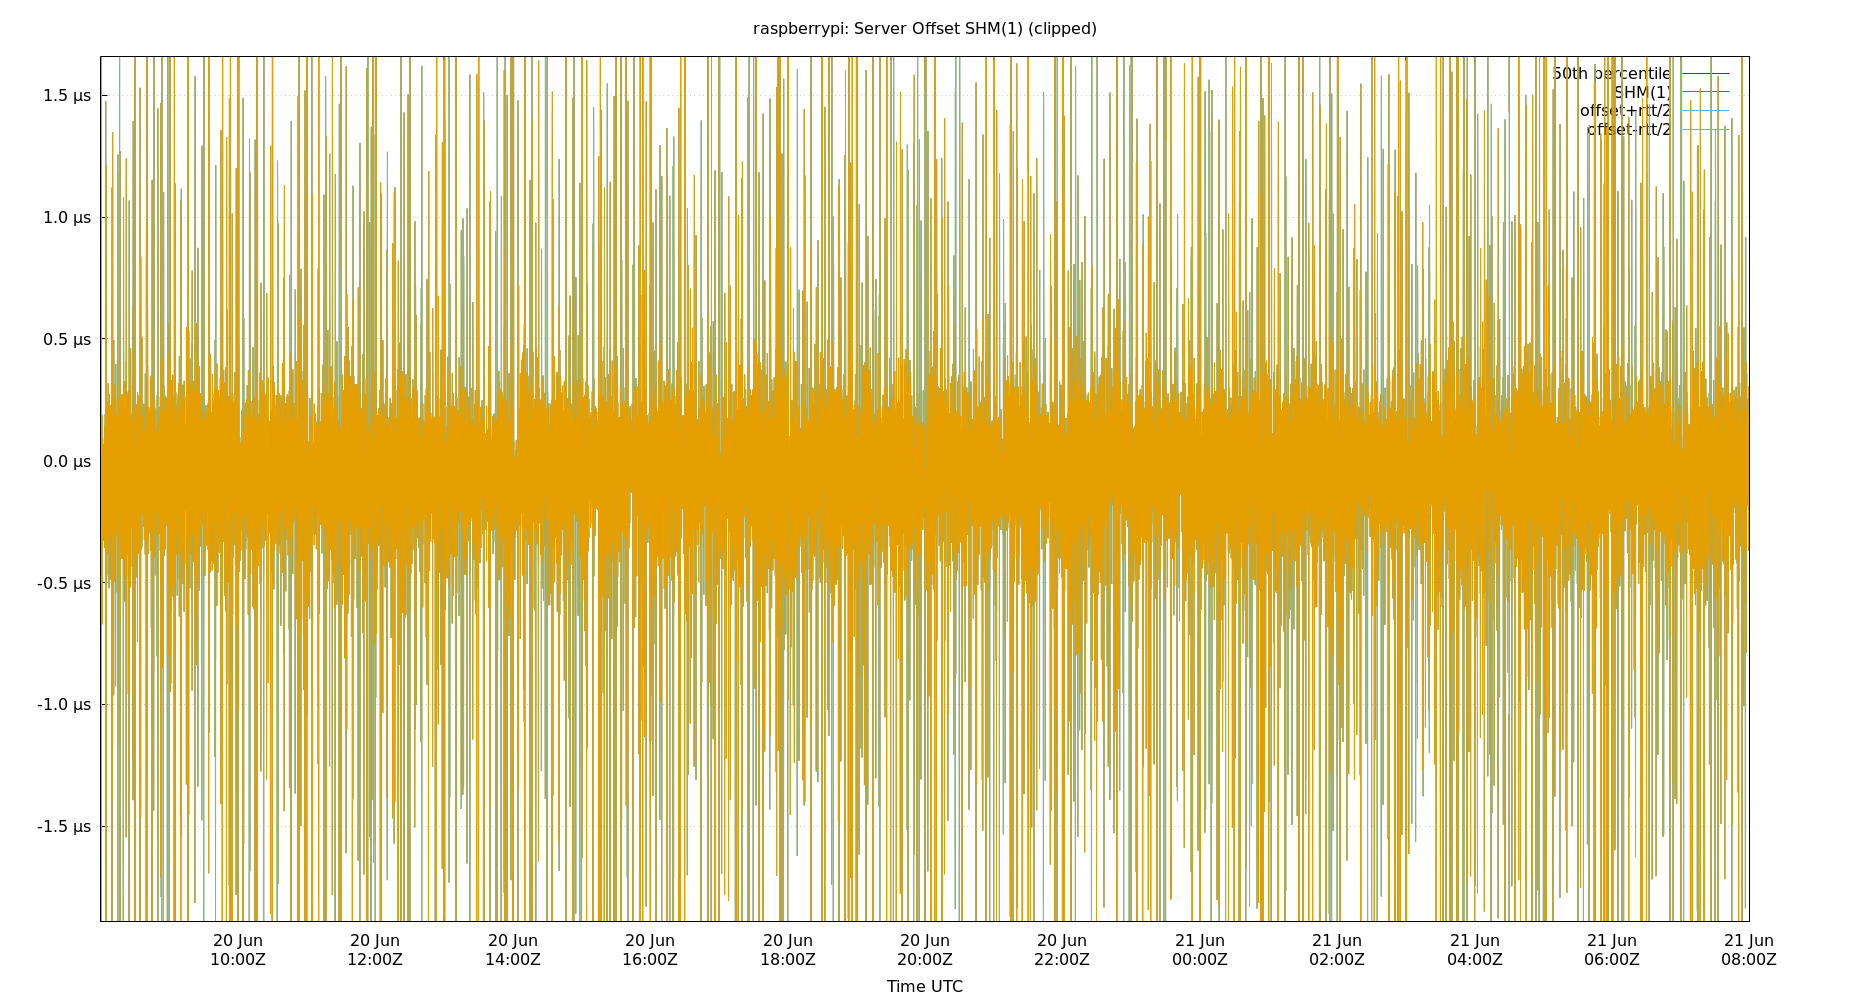 raspberrypi: Server Offset SHM(1) (clipped)
50th percentile
SHM(1)
offset+rtt/2
offset-rtt/2
1.5 µs
1.0 µs
0.5 µs
0.0 µs
-0.5 µs
-1.0 µs
-1.5 µs
20 Jun 20 Jun 20 Jun 20 Jun 20 Jun 20 Jun 20 Jun 21 Jun 21 Jun 21 Jun 21 Jun 21 Jun
10:00Z 12:00Z 14:00Z 16:00Z 18:00Z 20:00Z 22:00Z 00:00Z 02:00Z 04:00Z 06:00Z 08:00Z
Time UTC